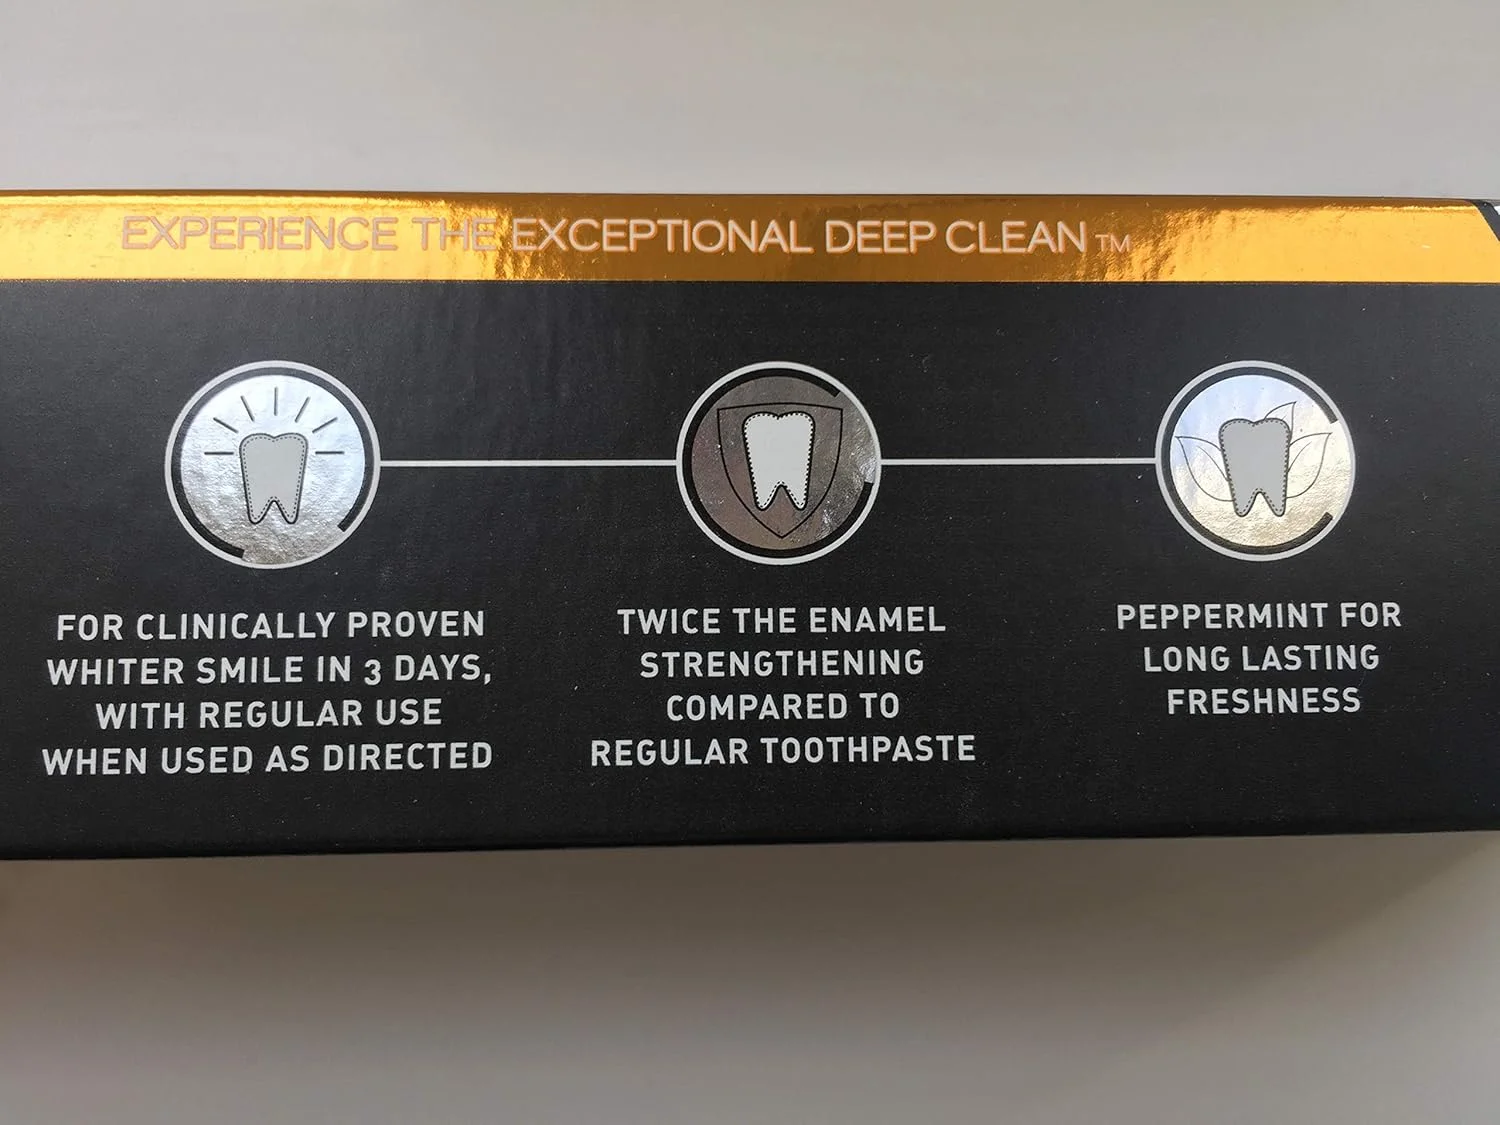 EXPERIENCE THE EXCEPTIONAL DEEP CLEAN™
FOR CLINICALLY PROVEN
WHITER SMILE IN 3 DAYS,
WITH REGULAR USE
WHEN USED AS DIRECTED
TWICE THE ENAMEL
STRENGTHENING
COMPARED TO
REGULAR TOOTHPASTE
PEPPERMINT FOR
LONG LASTING
FRESHNESS